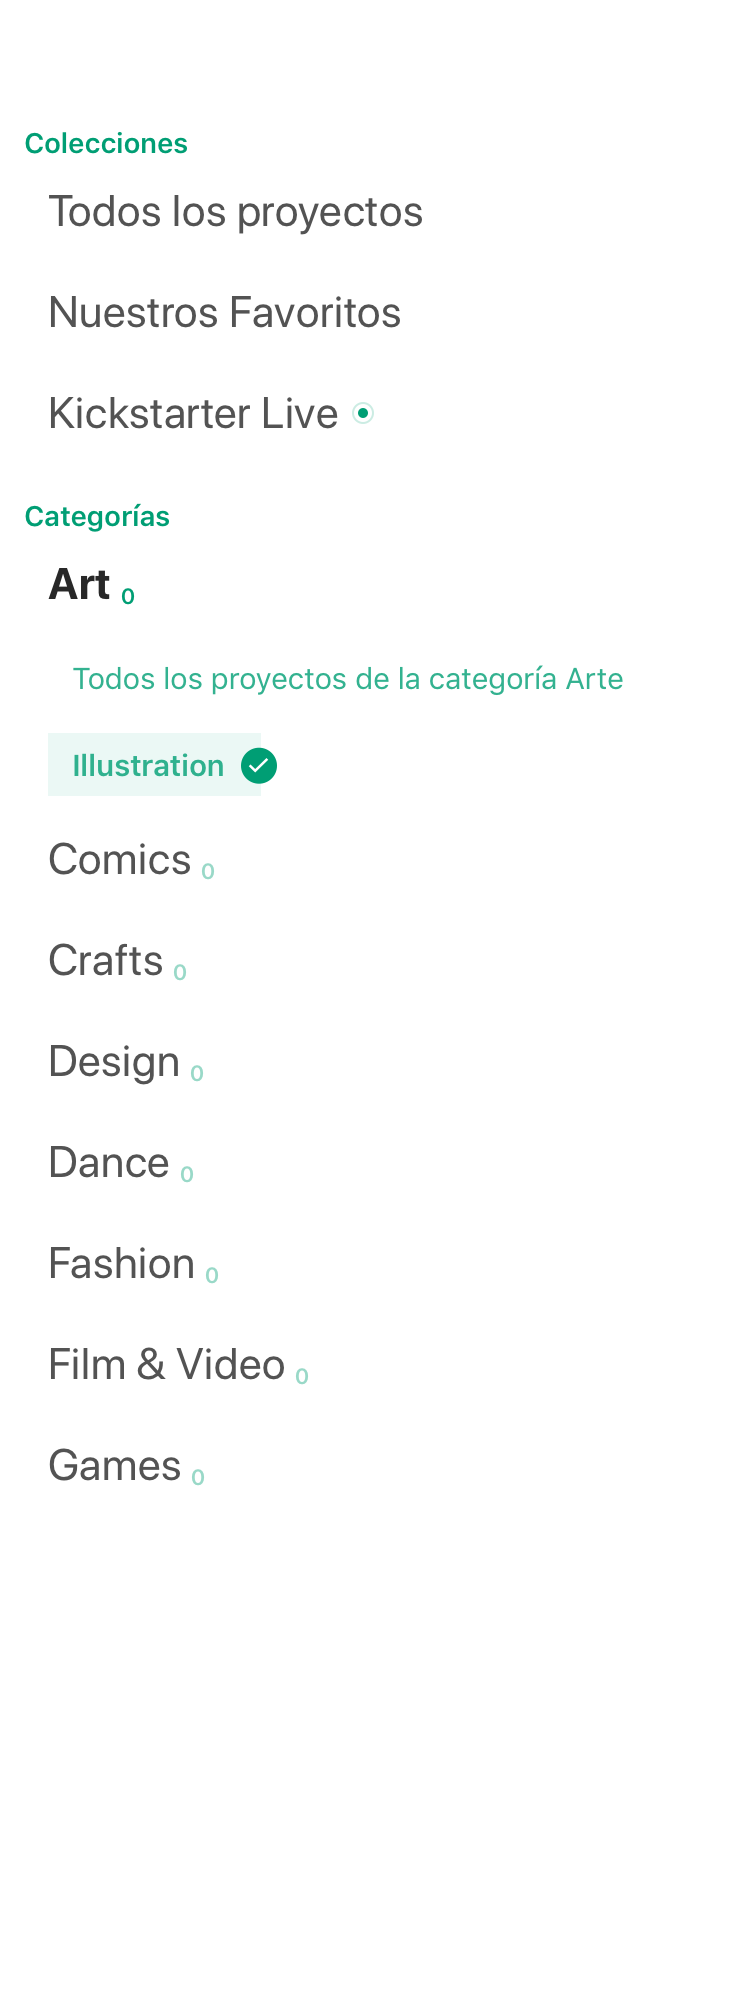 Colecciones
Todos los proyectos
Nuestros Favoritos
Kickstarter Live
Categorías
Art 0
Todos los proyectos de la categoría Arte
Illustration
Comics 0
Crafts 0
Design 0
Dance 0
Fashion 0
Film & Video 0
Games 0